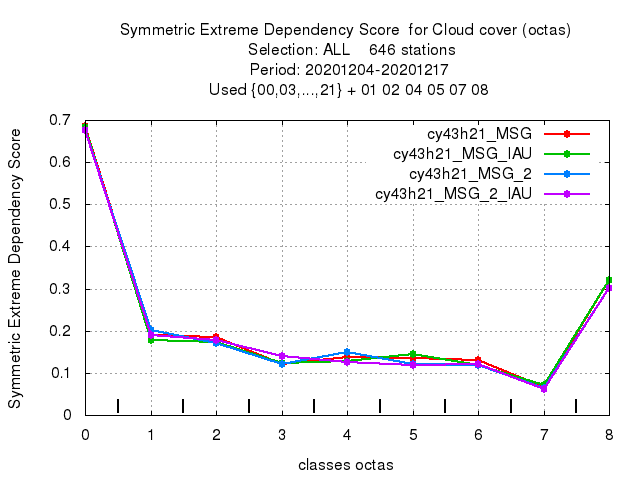 Symmetric Extreme Dependency Score  for Cloud cover (octas)
Selection: ALL    646 stations
Period: 20201204-20201217
Used {00,03,...,21} + 01 02 04 05 07 08
cy43h21_MSG
cy43h21_MSG_IAU
cy43h21_MSG_2
cy43h21_MSG_2_IAU
Symmetric Extreme Dependency Score
0.7
0.6
0.5
0.4
0.3
0.2
0.1
0
0 1 2 3 4 5 6 7 8
classes octas